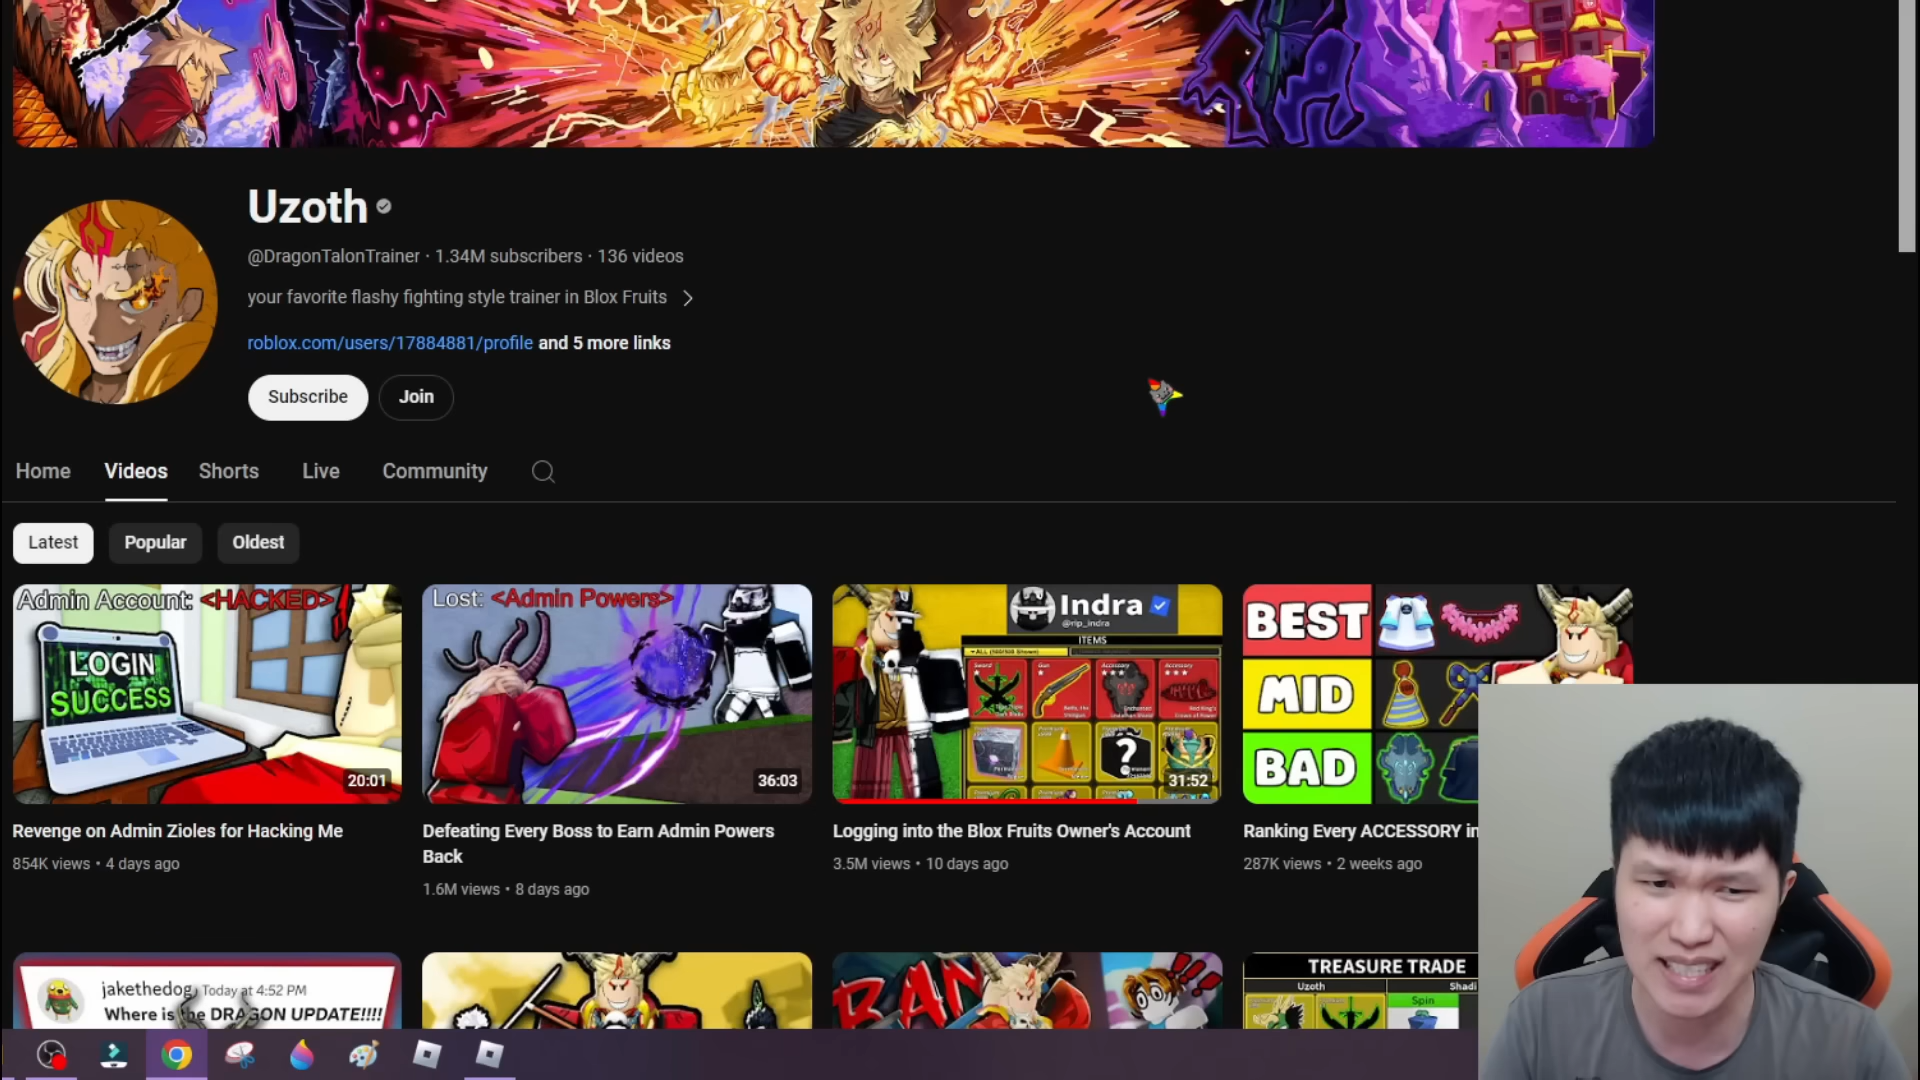 Uzoth
@DragonTalonTrainer · 1.34M subscribers · 136 videos
your favorite flashy fighting style trainer in Blox Fruits
roblox.com/users/17884881/profile and 5 more links
Subscribe Join
Home Videos Shorts Live Community
Latest Popular Oldest
Admin Account: <HACKED>
LOGIN
SUCCESS
20:01
Lost: <Admin Powers>
36:03
Indra
@rip_indra
ITEMS
31:52
BEST
MID
BAD
Revenge on Admin Zioles for Hacking Me
854K views • 4 days ago
Defeating Every Boss to Earn Admin Powers
Back
1.6M views • 8 days ago
Logging into the Blox Fruits Owner's Account
3.5M views • 10 days ago
Ranking Every ACCESSORY in
287K views • 2 weeks ago
jakethedog Today at 4:52 PM
Where is the DRAGON UPDATE!!!!
BAN
!!!
TREASURE TRADE
Uzoth Shadi
Spin